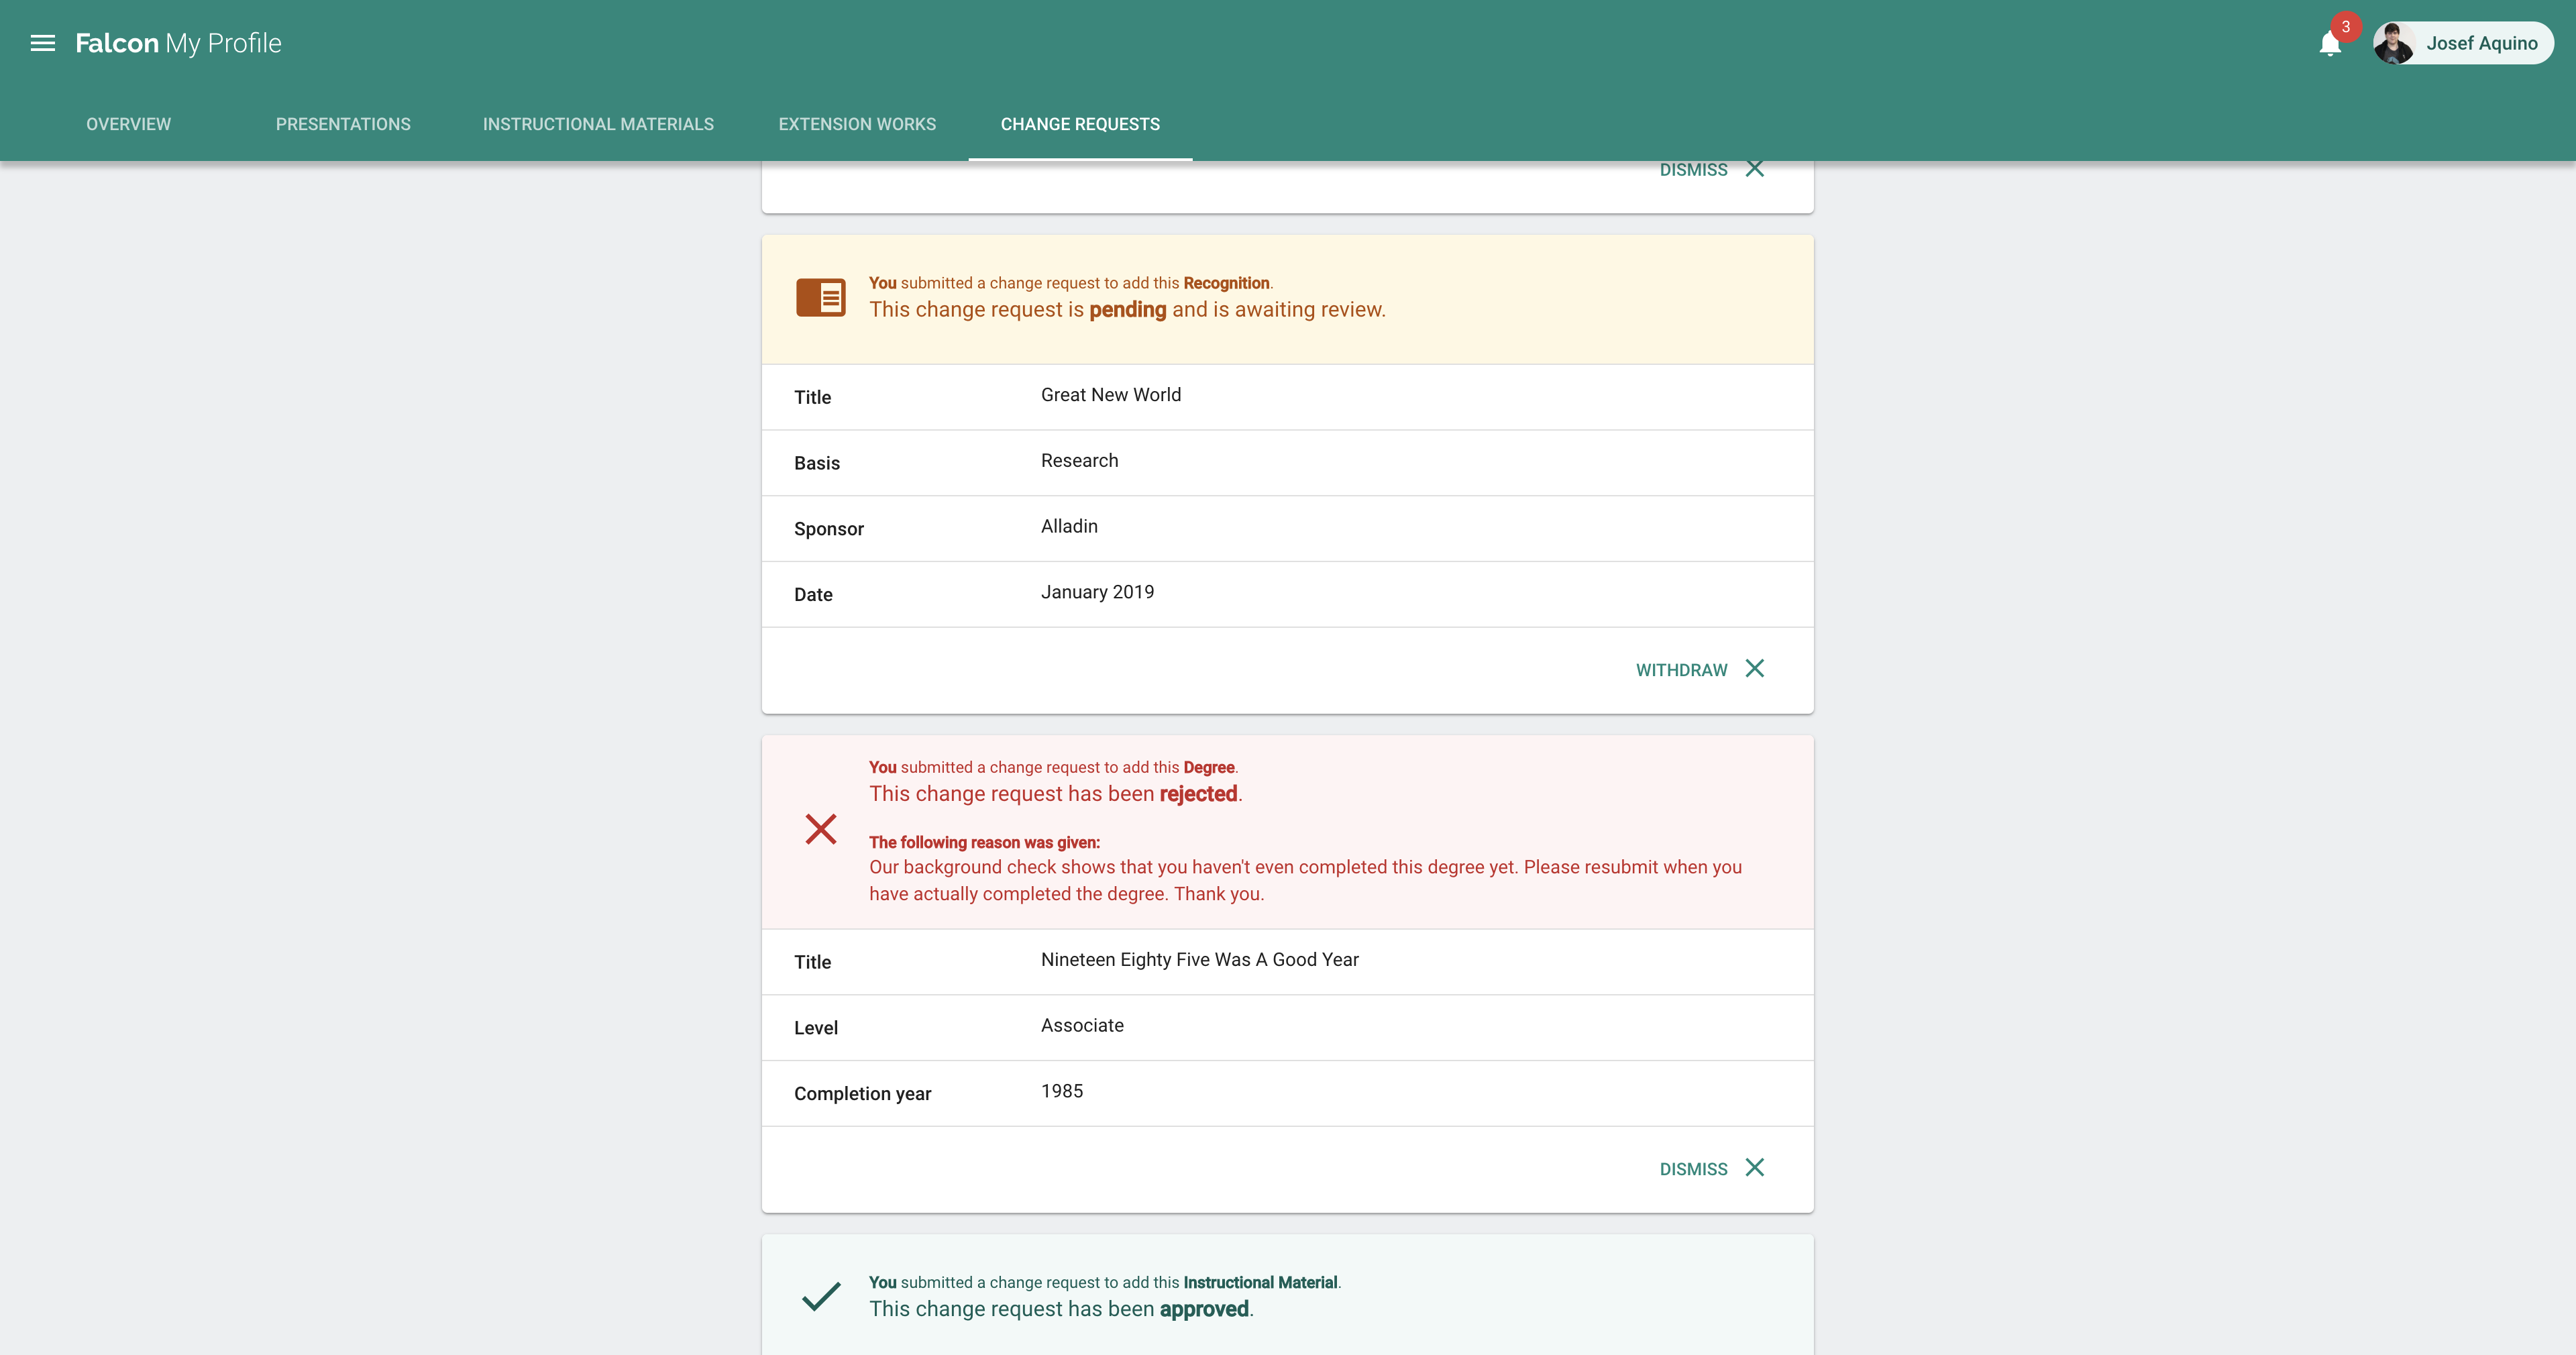 Falcon My Profile
3
Josef Aquino
OVERVIEW PRESENTATIONS INSTRUCTIONAL MATERIALS EXTENSION WORKS CHANGE REQUESTS
DISMISS
You submitted a change request to add this Recognition.
This change request is pending and is awaiting review.
Title Great New World
Basis Research
Sponsor Alladin
Date January 2019
WITHDRAW
You submitted a change request to add this Degree.
This change request has been rejected.
The following reason was given:
Our background check shows that you haven't even completed this degree yet. Please resubmit when you
have actually completed the degree. Thank you.
Title Nineteen Eighty Five Was A Good Year
Level Associate
Completion year 1985
DISMISS
You submitted a change request to add this Instructional Material.
This change request has been approved.